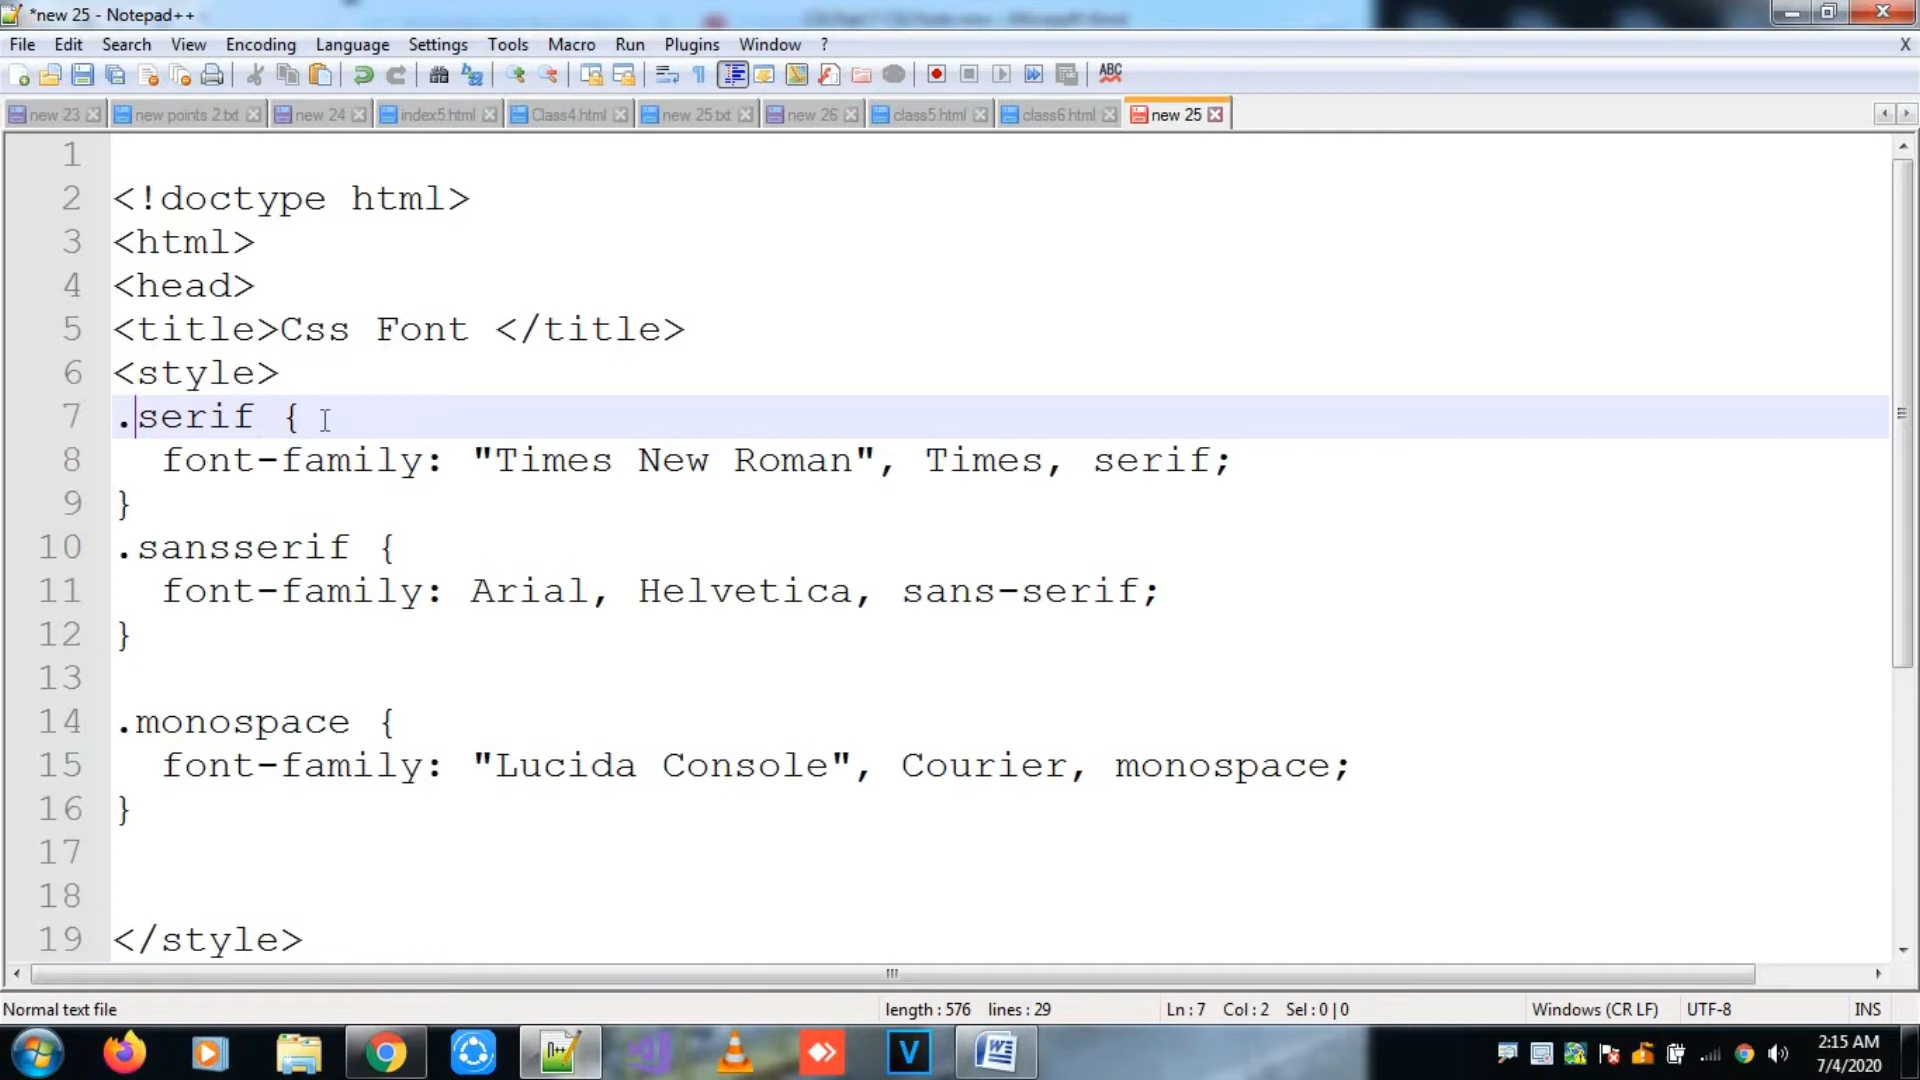 *new 25 - Notepad++
File Edit Search View Encoding Language Settings Tools Macro Run Plugins Window ? X
ABC
new 23 new points 2.txt new 24 index5.html Class4.html new 25.txt new 26 class5.html class6.html new 25
1
2 <!doctype html>
3 <html>
4 <head>
5 <title>Css Font </title>
6 <style>
7 .serif {
8 font-family: "Times New Roman", Times, serif;
9 }
10 .sansserif {
11 font-family: Arial, Helvetica, sans-serif;
12 }
13
14 .monospace {
15 font-family: "Lucida Console", Courier, monospace;
16 }
17
18
19 </style>
Normal text file length : 576 lines : 29 Ln : 7 Col : 2 Sel : 0 | 0 Windows (CR LF) UTF-8 INS
n++ V W
2:15 AM
7/4/2020